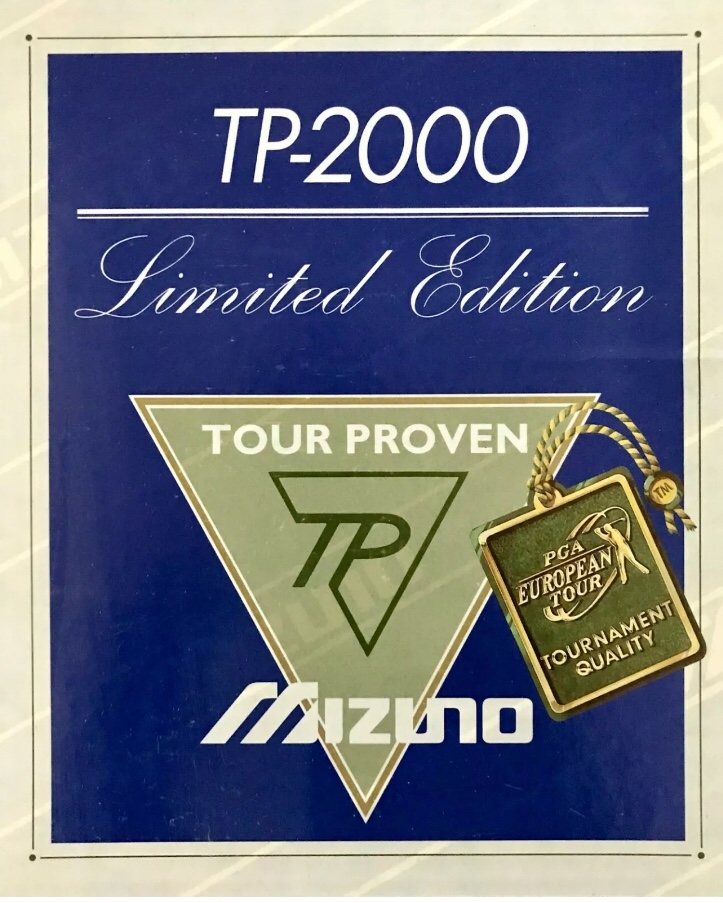 TP-2000
Limited Edition
TOUR PROVEN
TP
MIZUNO
TM
PGA
EUROPEAN
TOUR
TOURNAMENT
QUALITY